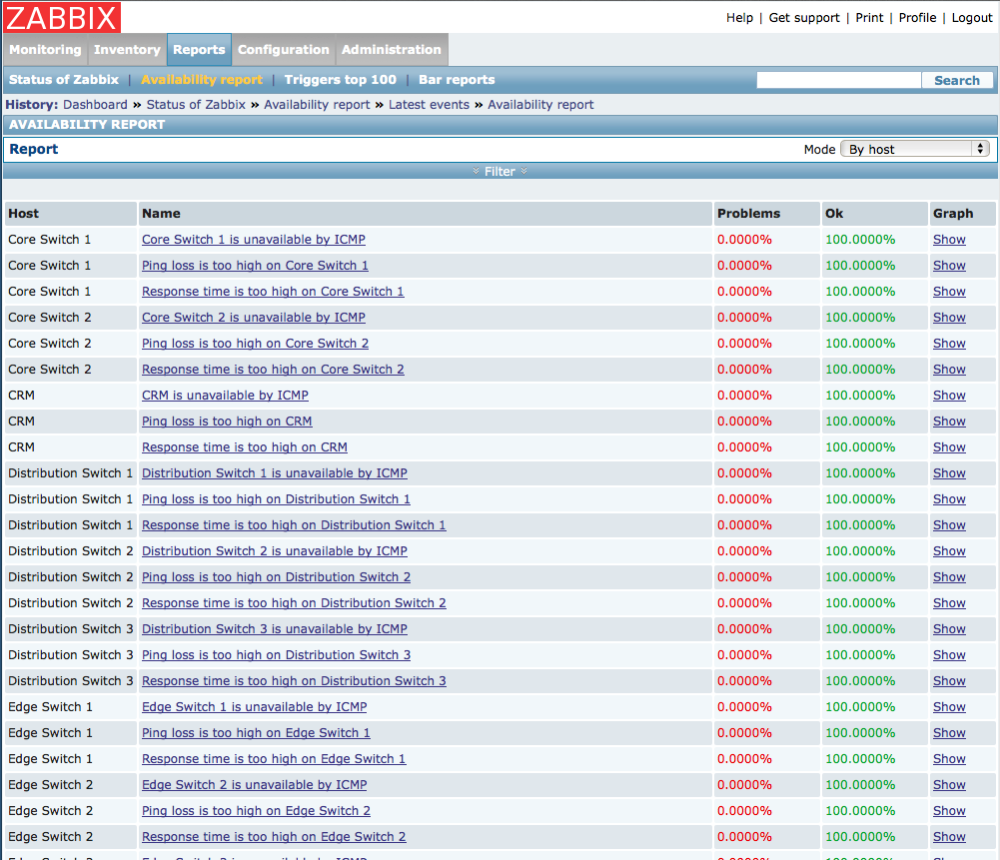 ZABBIX
Help | Get support | Print | Profile | Logout
Monitoring Inventory Reports Configuration Administration
Status of Zabbix | Availability report | Triggers top 100 | Bar reports Search
History: Dashboard » Status of Zabbix » Availability report » Latest events » Availability report
AVAILABILITY REPORT
Report Mode By host
Filter
Host Name Problems Ok Graph
Core Switch 1 Core Switch 1 is unavailable by ICMP 0.0000% 100.0000% Show
Core Switch 1 Ping loss is too high on Core Switch 1 0.0000% 100.0000% Show
Core Switch 1 Response time is too high on Core Switch 1 0.0000% 100.0000% Show
Core Switch 2 Core Switch 2 is unavailable by ICMP 0.0000% 100.0000% Show
Core Switch 2 Ping loss is too high on Core Switch 2 0.0000% 100.0000% Show
Core Switch 2 Response time is too high on Core Switch 2 0.0000% 100.0000% Show
CRM CRM is unavailable by ICMP 0.0000% 100.0000% Show
CRM Ping loss is too high on CRM 0.0000% 100.0000% Show
CRM Response time is too high on CRM 0.0000% 100.0000% Show
Distribution Switch 1 Distribution Switch 1 is unavailable by ICMP 0.0000% 100.0000% Show
Distribution Switch 1 Ping loss is too high on Distribution Switch 1 0.0000% 100.0000% Show
Distribution Switch 1 Response time is too high on Distribution Switch 1 0.0000% 100.0000% Show
Distribution Switch 2 Distribution Switch 2 is unavailable by ICMP 0.0000% 100.0000% Show
Distribution Switch 2 Ping loss is too high on Distribution Switch 2 0.0000% 100.0000% Show
Distribution Switch 2 Response time is too high on Distribution Switch 2 0.0000% 100.0000% Show
Distribution Switch 3 Distribution Switch 3 is unavailable by ICMP 0.0000% 100.0000% Show
Distribution Switch 3 Ping loss is too high on Distribution Switch 3 0.0000% 100.0000% Show
Distribution Switch 3 Response time is too high on Distribution Switch 3 0.0000% 100.0000% Show
Edge Switch 1 Edge Switch 1 is unavailable by ICMP 0.0000% 100.0000% Show
Edge Switch 1 Ping loss is too high on Edge Switch 1 0.0000% 100.0000% Show
Edge Switch 1 Response time is too high on Edge Switch 1 0.0000% 100.0000% Show
Edge Switch 2 Edge Switch 2 is unavailable by ICMP 0.0000% 100.0000% Show
Edge Switch 2 Ping loss is too high on Edge Switch 2 0.0000% 100.0000% Show
Edge Switch 2 Response time is too high on Edge Switch 2 0.0000% 100.0000% Show